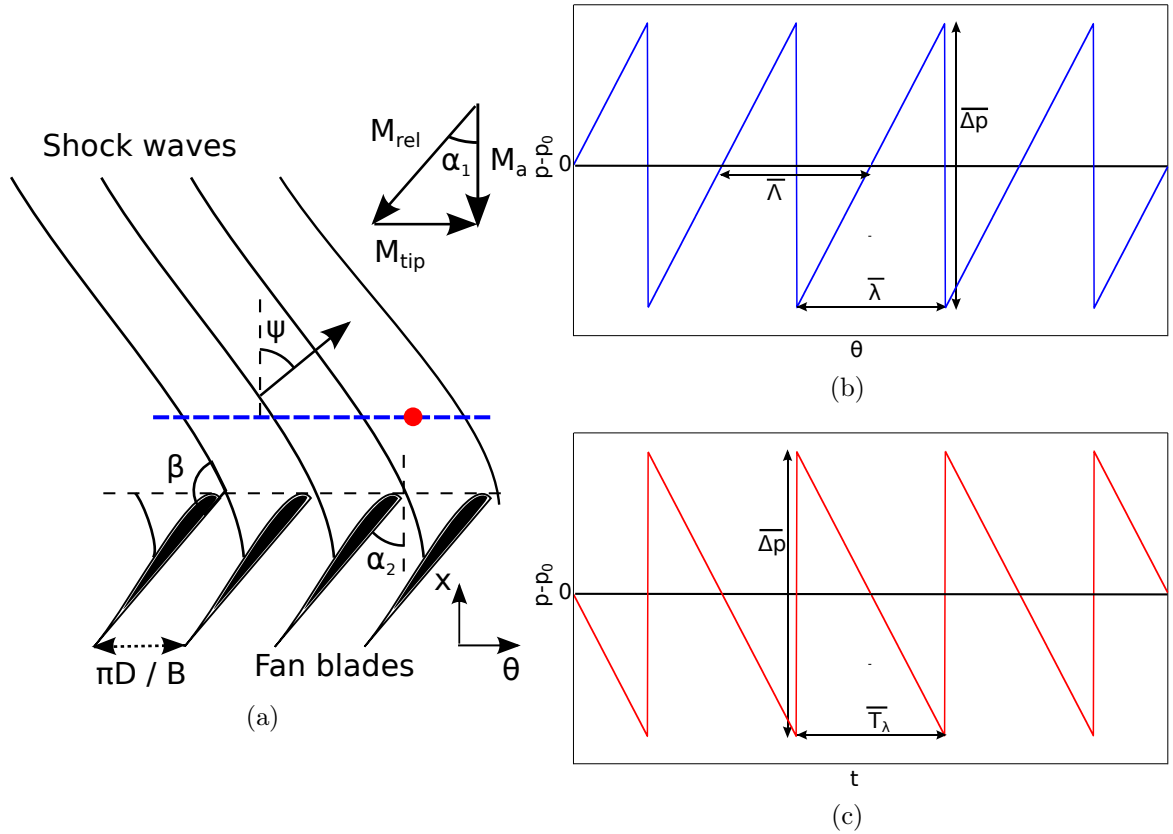 Shock waves
M_rel
α₁
M_a
M_tip
ψ
β
α₂
x
θ
πD / B
Fan blades
(a)
p-p₀
0
Δp̅
Λ̅
-
λ̅
θ
(b)
p-p₀
0
Δp̅
-
T̅_λ
t
(c)